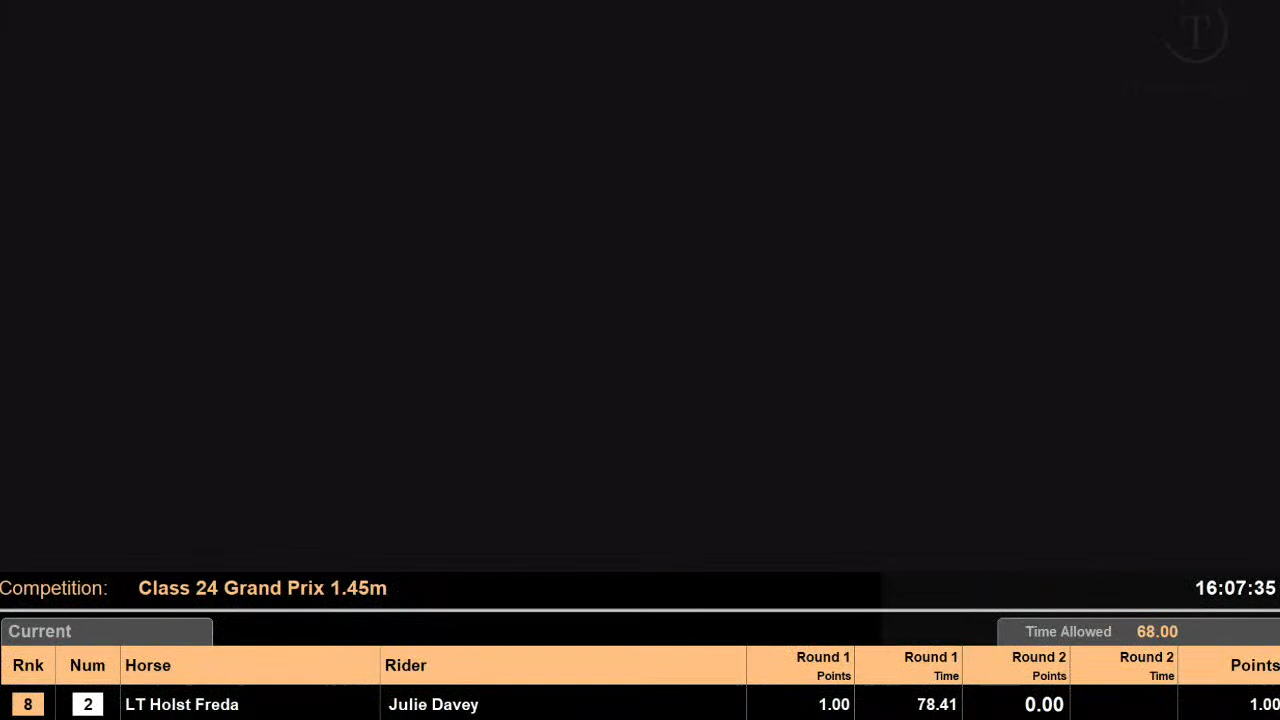 T
Competition: Class 24 Grand Prix 1.45m 16:07:35
Current Time Allowed 68.00
Rnk Num Horse Rider Round 1 Points Round 1 Time Round 2 Points Round 2 Time Points
8 2 LT Holst Freda Julie Davey 1.00 78.41 0.00 1.00